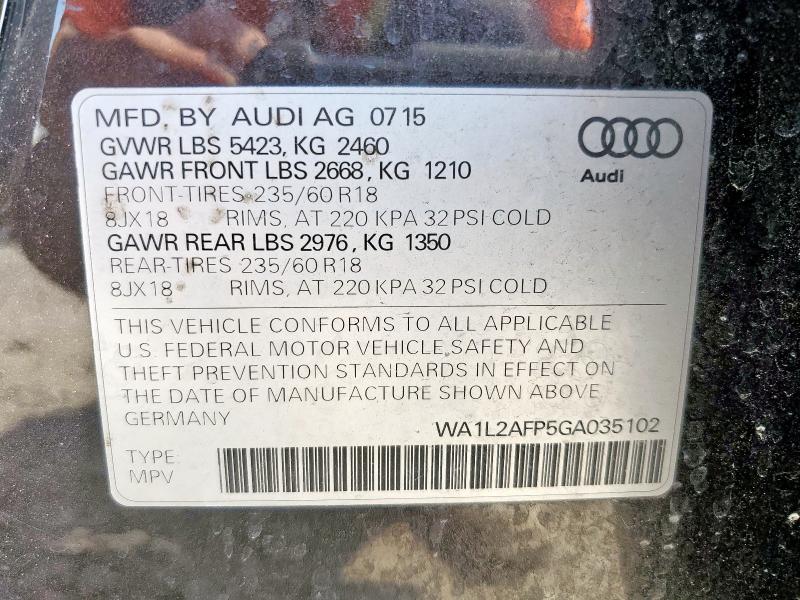 MFD. BY AUDI AG 07 15
GVWR LBS 5423, KG 2460
GAWR FRONT LBS 2668, KG 1210
FRONT-TIRES 235/60 R18
8JX18 RIMS, AT 220 KPA 32 PSI COLD
GAWR REAR LBS 2976, KG 1350
REAR-TIRES 235/60 R18
8JX18 RIMS, AT 220 KPA 32 PSI COLD
Audi
THIS VEHICLE CONFORMS TO ALL APPLICABLE
U.S. FEDERAL MOTOR VEHICLE SAFETY AND
THEFT PREVENTION STANDARDS IN EFFECT ON
THE DATE OF MANUFACTURE SHOWN ABOVE
GERMANY
WA1L2AFP5GA035102
TYPE:
MPV